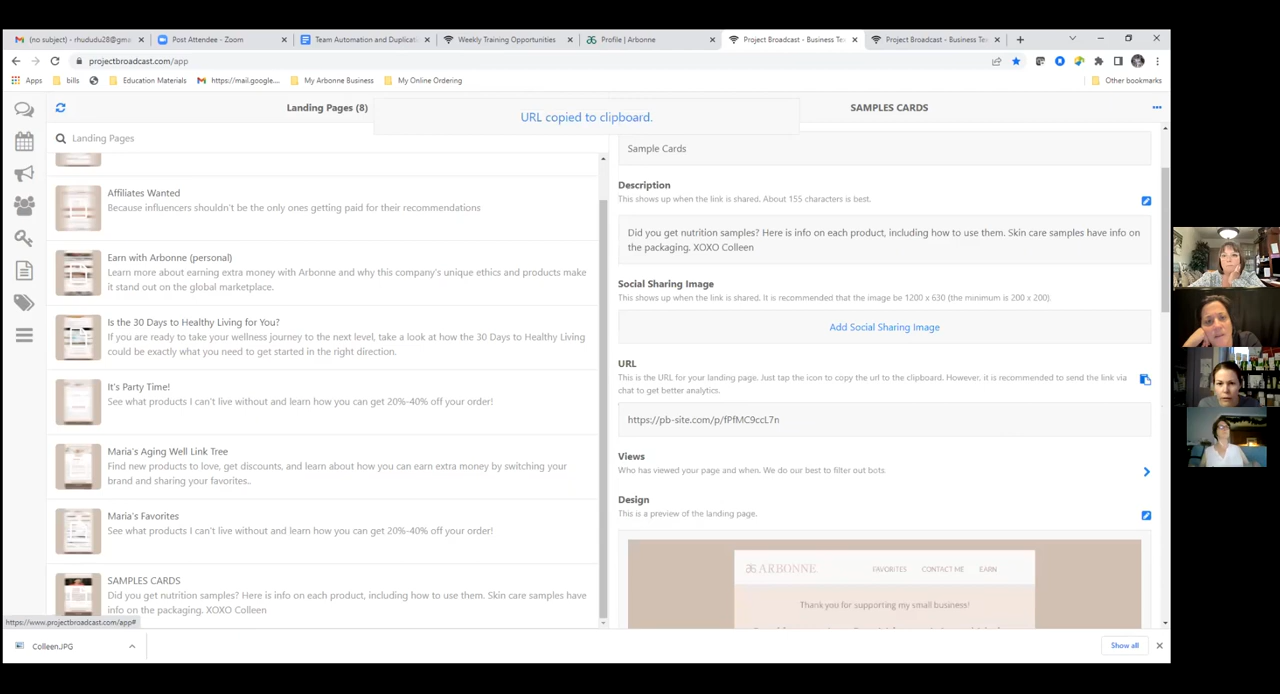 (no subject) - rhududu28@gma
Post Attendee - Zoom
Team Automation and Duplicat
Weekly Training Opportunities
Profile | Arbonne
Project Broadcast - Business Te
Project Broadcast - Business Te
projectbroadcast.com/app
Apps
bills
Education Materials
https://mail.google....
My Arbonne Business
My Online Ordering
Other bookmarks
Landing Pages (8)
URL copied to clipboard.
SAMPLES CARDS
Landing Pages
Affiliates Wanted
Because influencers shouldn't be the only ones getting paid for their recommendations
Earn with Arbonne (personal)
Learn more about earning extra money with Arbonne and why this company's unique ethics and products make
it stand out on the global marketplace.
Is the 30 Days to Healthy Living for You?
If you are ready to take your wellness journey to the next level, take a look at how the 30 Days to Healthy Living
could be exactly what you need to get started in the right direction.
It's Party Time!
See what products I can't live without and learn how you can get 20%-40% off your order!
Maria's Aging Well Link Tree
Find new products to love, get discounts, and learn about how you can earn extra money by switching your
brand and sharing your favorites..
Maria's Favorites
See what products I can't live without and learn how you can get 20%-40% off your order!
SAMPLES CARDS
Did you get nutrition samples? Here is info on each product, including how to use them. Skin care samples have
info on the packaging. XOXO Colleen
https://www.projectbroadcast.com/app#
Sample Cards
Description
This shows up when the link is shared. About 155 characters is best.
Did you get nutrition samples? Here is info on each product, including how to use them. Skin care samples have info on
the packaging. XOXO Colleen
Social Sharing Image
This shows up when the link is shared. It is recommended that the image be 1200 x 630 (the minimum is 200 x 200).
Add Social Sharing Image
URL
This is the URL for your landing page. Just tap the icon to copy the url to the clipboard. However, it is recommended to send the link via
chat to get better analytics.
https://pb-site.com/p/fPfMC9ccL7n
Views
Who has viewed your page and when. We do our best to filter out bots
Design
This is a preview of the landing page.
ARBONNE
FAVORITES
CONTACT ME
EARN
Thank you for supporting my small business!
Colleen.JPG
Show all